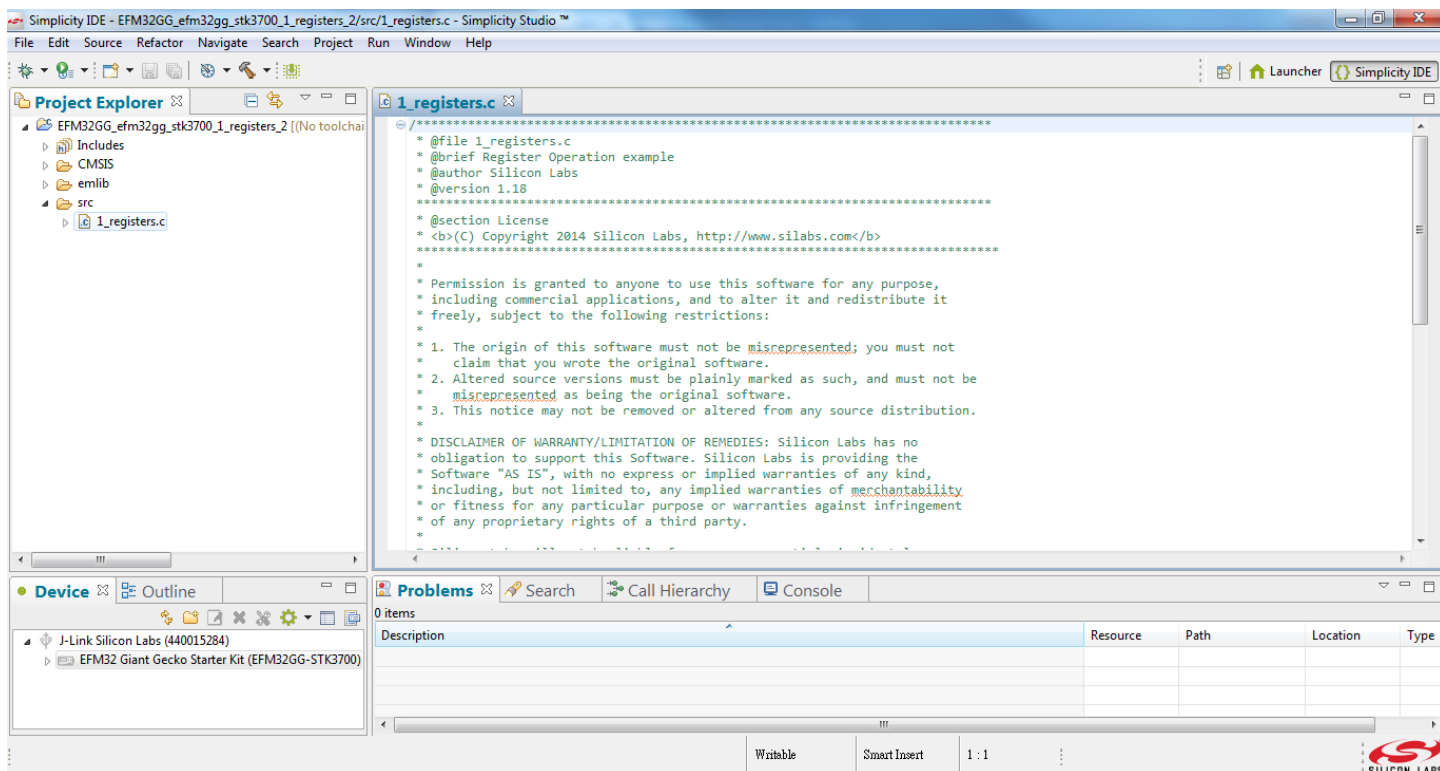 Simplicity IDE - EFM32GG_efm32gg_stk3700_1_registers_2/src/1_registers.c - Simplicity Studio ™
File Edit Source Refactor Navigate Search Project Run Window Help
Launcher Simplicity IDE
Project Explorer
EFM32GG_efm32gg_stk3700_1_registers_2 [(No toolchai
Includes
CMSIS
emlib
src
1_registers.c
1_registers.c
/******************************************************************************
* @file 1_registers.c
* @brief Register Operation example
* @author Silicon Labs
* @version 1.18
******************************************************************************
* @section License
* <b>(C) Copyright 2014 Silicon Labs, http://www.silabs.com</b>
*******************************************************************************
*
* Permission is granted to anyone to use this software for any purpose,
* including commercial applications, and to alter it and redistribute it
* freely, subject to the following restrictions:
*
* 1. The origin of this software must not be misrepresented; you must not
*    claim that you wrote the original software.
* 2. Altered source versions must be plainly marked as such, and must not be
*    misrepresented as being the original software.
* 3. This notice may not be removed or altered from any source distribution.
*
* DISCLAIMER OF WARRANTY/LIMITATION OF REMEDIES: Silicon Labs has no
* obligation to support this Software. Silicon Labs is providing the
* Software "AS IS", with no express or implied warranties of any kind,
* including, but not limited to, any implied warranties of merchantability
* or fitness for any particular purpose or warranties against infringement
* of any proprietary rights of a third party.
*
Device Outline
J-Link Silicon Labs (440015284)
EFM32 Giant Gecko Starter Kit (EFM32GG-STK3700)
Problems Search Call Hierarchy Console
0 items
Description Resource Path Location Type
Writable Smart Insert 1 : 1
SILICON LABS